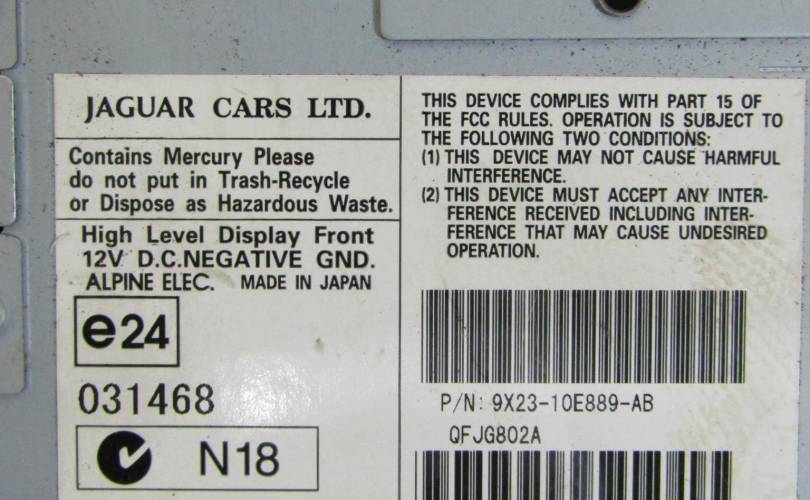 JAGUAR CARS LTD.
Contains Mercury Please
do not put in Trash-Recycle
or Dispose as Hazardous Waste.
High Level Display Front
12V D.C.NEGATIVE GND.
ALPINE ELEC. MADE IN JAPAN
e24
031468
N18
THIS DEVICE COMPLIES WITH PART 15 OF
THE FCC RULES. OPERATION IS SUBJECT TO
THE FOLLOWING TWO CONDITIONS:
(1) THIS DEVICE MAY NOT CAUSE HARMFUL
INTERFERENCE.
(2) THIS DEVICE MUST ACCEPT ANY INTER-
FERENCE RECEIVED INCLUDING INTER-
FERENCE THAT MAY CAUSE UNDESIRED
OPERATION.
P/N: 9X23-10E889-AB
QFJG802A